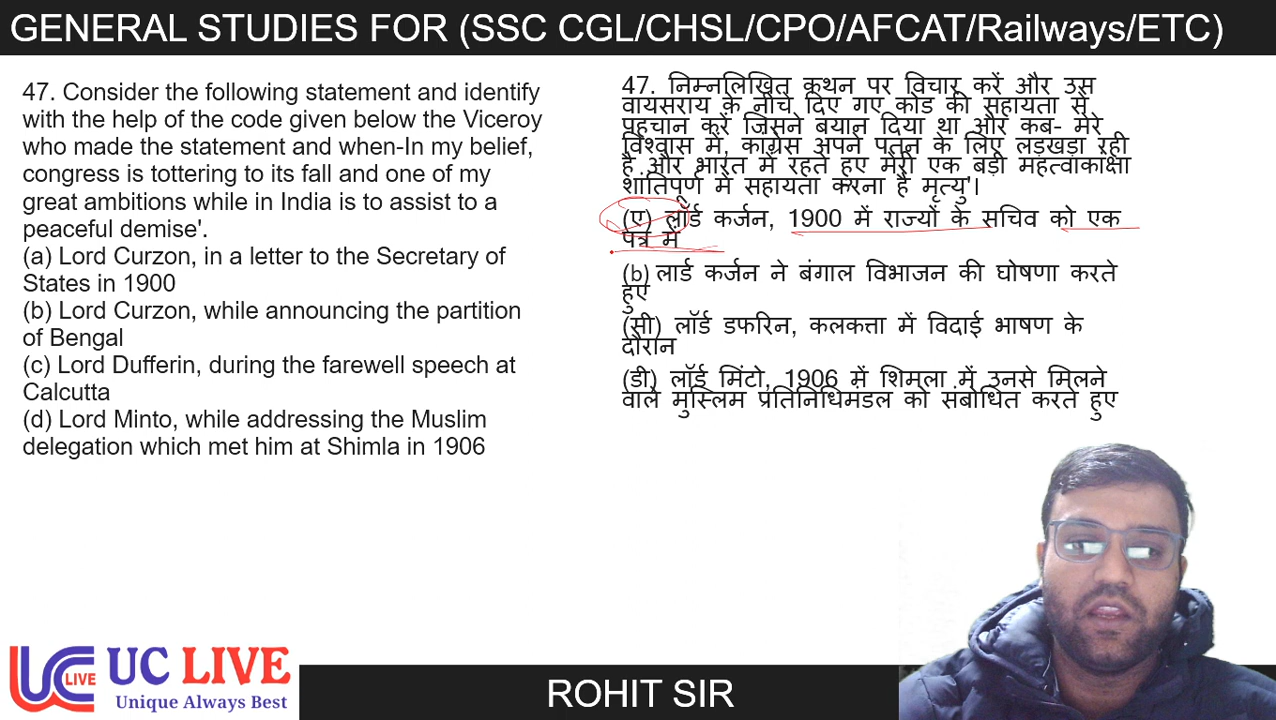 GENERAL STUDIES FOR (SSC CGL/CHSL/CPO/AFCAT/Railways/ETC)
47. Consider the following statement and identify
with the help of the code given below the Viceroy
who made the statement and when-In my belief,
congress is tottering to its fall and one of my
great ambitions while in India is to assist to a
peaceful demise'.
(a) Lord Curzon, in a letter to the Secretary of
States in 1900
(b) Lord Curzon, while announcing the partition
of Bengal
(c) Lord Dufferin, during the farewell speech at
Calcutta
(d) Lord Minto, while addressing the Muslim
delegation which met him at Shimla in 1906
47. निम्नलिखित कथन पर विचार करें और उस
वायसराय के नीचे दिए गए कोड की सहायता से
पहचान करें जिसने बयान दिया था और कब- मेरे
विश्वास में, कांग्रेस अपने पतन के लिए लड़खड़ा रही
है और भारत में रहते हुए मेरी एक बड़ी महत्वाकांक्षा
शांतिपूर्ण में सहायता करना है मृत्यु'।
(ए) लॉर्ड कर्जन, 1900 में राज्यों के सचिव को एक
पत्र में
(b) लार्ड कर्जन ने बंगाल विभाजन की घोषणा करते
हुए
(सी) लॉर्ड डफरिन, कलकत्ता में विदाई भाषण के
दौरान
(डी) लॉर्ड मिंटो, 1906 में शिमला में उनसे मिलने
वाले मुस्लिम प्रतिनिधिमंडल को संबोधित करते हुए
UC LIVE
LIVE
Unique Always Best
ROHIT SIR